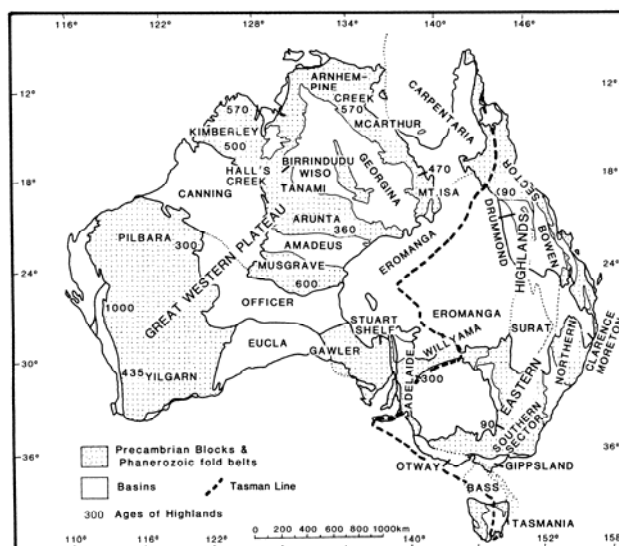 116° 122° 128° 134° 140° 146°
12°
18°
24°
30°
36°
ARNHEM-
PINE
CREEK
570
MCARTHUR
CARPENTARIA
12°
570
KIMBERLEY
500
HALL'S
CREEK
BIRRINDUDU
WISO
TANAMI
GEORGINA
470
MT. ISA
SECTOR
18°
CANNING
ARUNTA
360
AMADEUS
MUSGRAVE
600
EROMANGA
DRUMMOND
HIGHLANDS
BOWEN
24°
PILBARA
300
GREAT WESTERN PLATEAU
1000
OFFICER
EROMANGA
SURAT
STUART
SHELF
WILLYAMA
EUCLA
GAWLER
ADELAIDE
300
435
YILGARN
EASTERN
NORTHERN
CLARENCE
MORETON
30°
90
SOUTHERN
SECTOR
36°
OTWAY
GIPPSLAND
BASS
TASMANIA
Precambrian Blocks &
Phanerozoic fold belts
Basins
Tasman Line
300 Ages of Highlands
0 200 400 600 800 1000km
110° 119° 128° 134° 140° 152° 158°